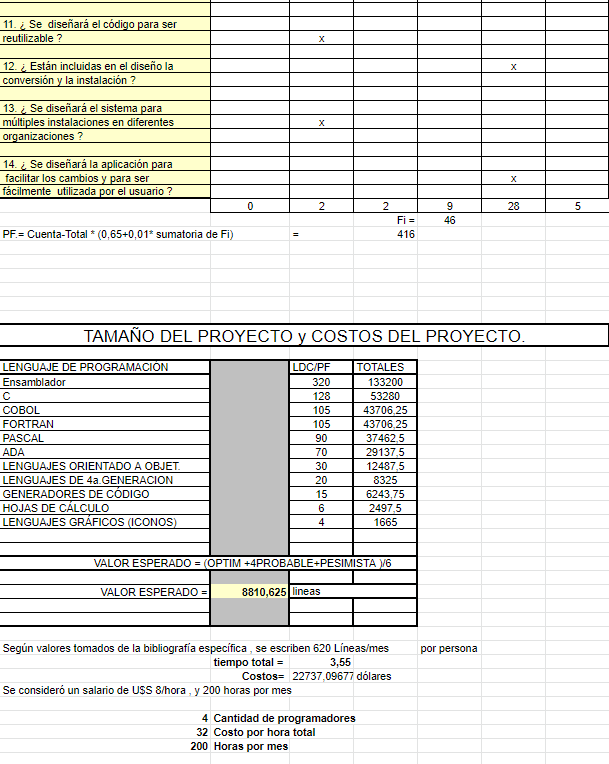 11. ¿ Se diseñará el código para ser
reutilizable ? x
12. ¿ Están incluidas en el diseño la x
conversión y la instalación ?
13. ¿ Se diseñará el sistema para
múltiples instalaciones en diferentes x
organizaciones ?
14. ¿ Se diseñará la aplicación para
facilitar los cambios y para ser x
fácilmente utilizada por el usuario ?
0 2 2 9 28 5
Fi = 46
PF.= Cuenta-Total * (0,65+0,01* sumatoria de Fi) = 416
TAMAÑO DEL PROYECTO y COSTOS DEL PROYECTO.
LENGUAJE DE PROGRAMACIÓN LDC/PF TOTALES
Ensamblador 320 133200
C 128 53280
COBOL 105 43706,25
FORTRAN 105 43706,25
PASCAL 90 37462,5
ADA 70 29137,5
LENGUAJES ORIENTADO A OBJET. 30 12487,5
LENGUAJES DE 4a.GENERACION 20 8325
GENERADORES DE CÓDIGO 15 6243,75
HOJAS DE CÁLCULO 6 2497,5
LENGUAJES GRÁFICOS (ICONOS) 4 1665
VALOR ESPERADO = (OPTIM +4PROBABLE+PESIMISTA )/6
VALOR ESPERADO = 8810,625 lineas
Según valores tomados de la bibliografía específica , se escriben 620 Líneas/mes por persona
tiempo total = 3,55
Costos= 22737,09677 dólares
Se consideró un salario de U$S 8/hora , y 200 horas por mes
4 Cantidad de programadores
32 Costo por hora total
200 Horas por mes